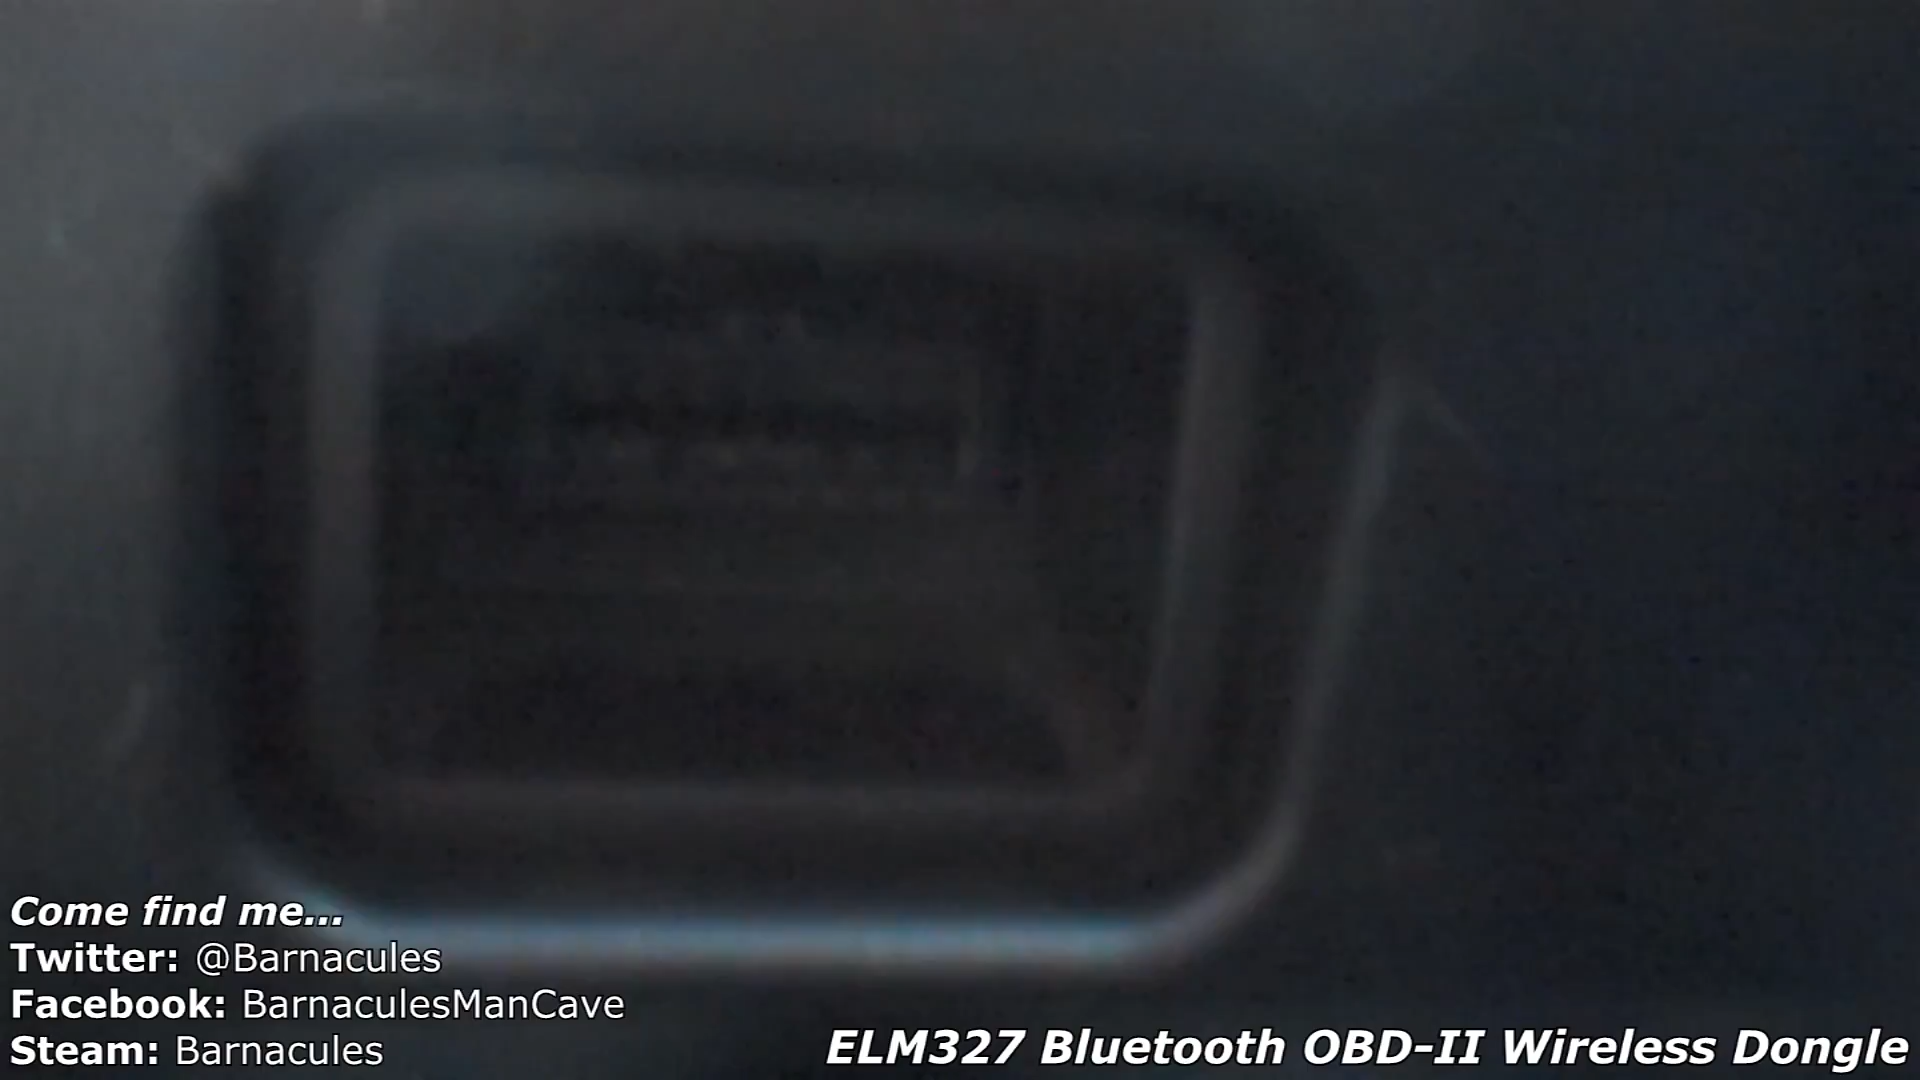 Come find me...
Twitter: @Barnacules
Facebook: BarnaculesManCave
Steam: Barnacules
ELM327 Bluetooth OBD-II Wireless Dongle